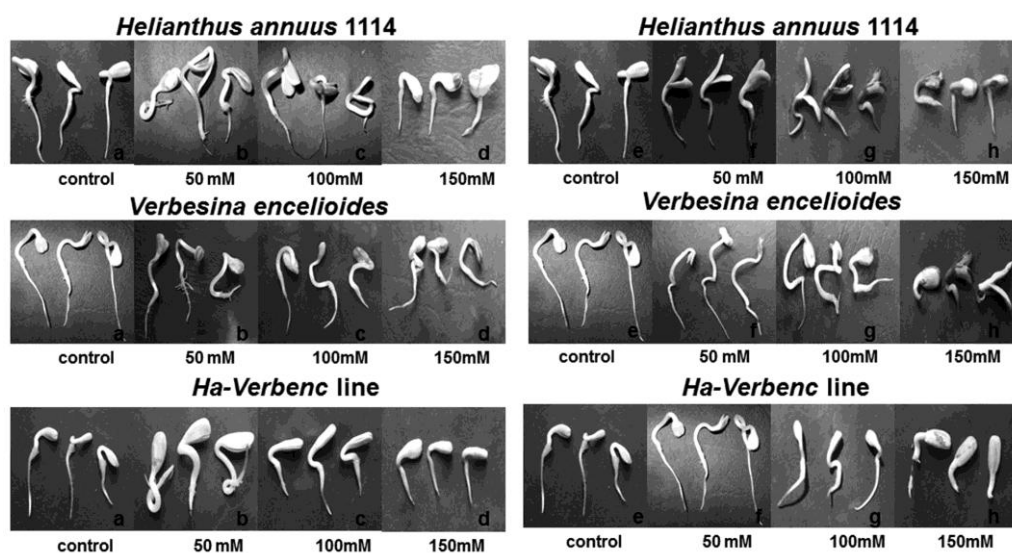 Helianthus annuus 1114
a b c d
control 50 mM 100mM 150mM
Verbesina encelioides
a b c d
control 50 mM 100mM 150mM
Ha-Verbenc line
a b c d
control 50 mM 100mM 150mM
Helianthus annuus 1114
e f g h
control 50 mM 100mM 150mM
Verbesina encelioides
e f g h
control 50 mM 100mM 150mM
Ha-Verbenc line
e f g h
control 50 mM 100mM 150mM